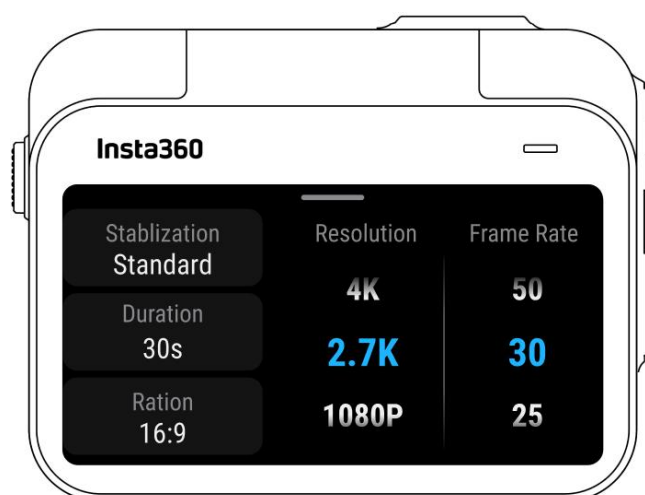 Insta360
Stablization
Standard
Duration
30s
Ration
16:9
Resolution
4K
2.7K
1080P
Frame Rate
50
30
25